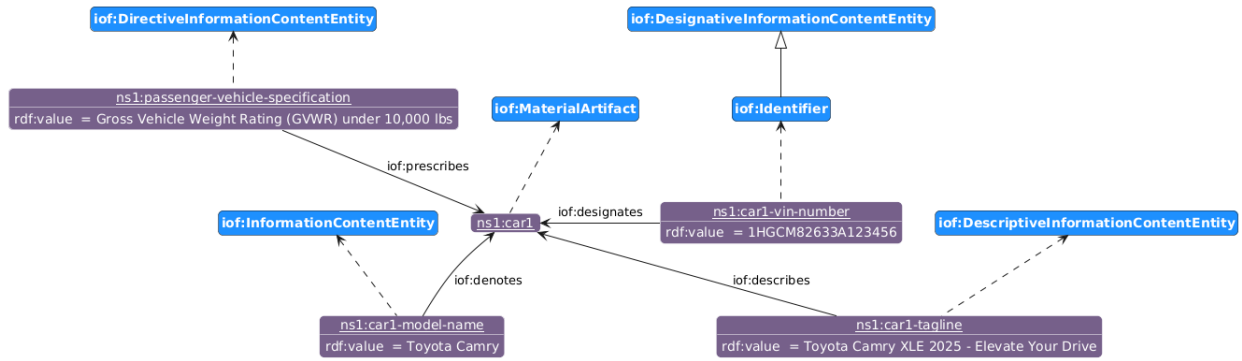 iof:DirectiveInformationContentEntity
iof:DesignativeInformationContentEntity
ns1:passenger-vehicle-specification
rdf:value = Gross Vehicle Weight Rating (GVWR) under 10,000 lbs
iof:MaterialArtifact
iof:Identifier
iof:prescribes
iof:InformationContentEntity
ns1:car1
iof:designates
ns1:car1-vin-number
rdf:value = 1HGCM82633A123456
iof:DescriptiveInformationContentEntity
iof:denotes
iof:describes
ns1:car1-model-name
rdf:value = Toyota Camry
ns1:car1-tagline
rdf:value = Toyota Camry XLE 2025 - Elevate Your Drive